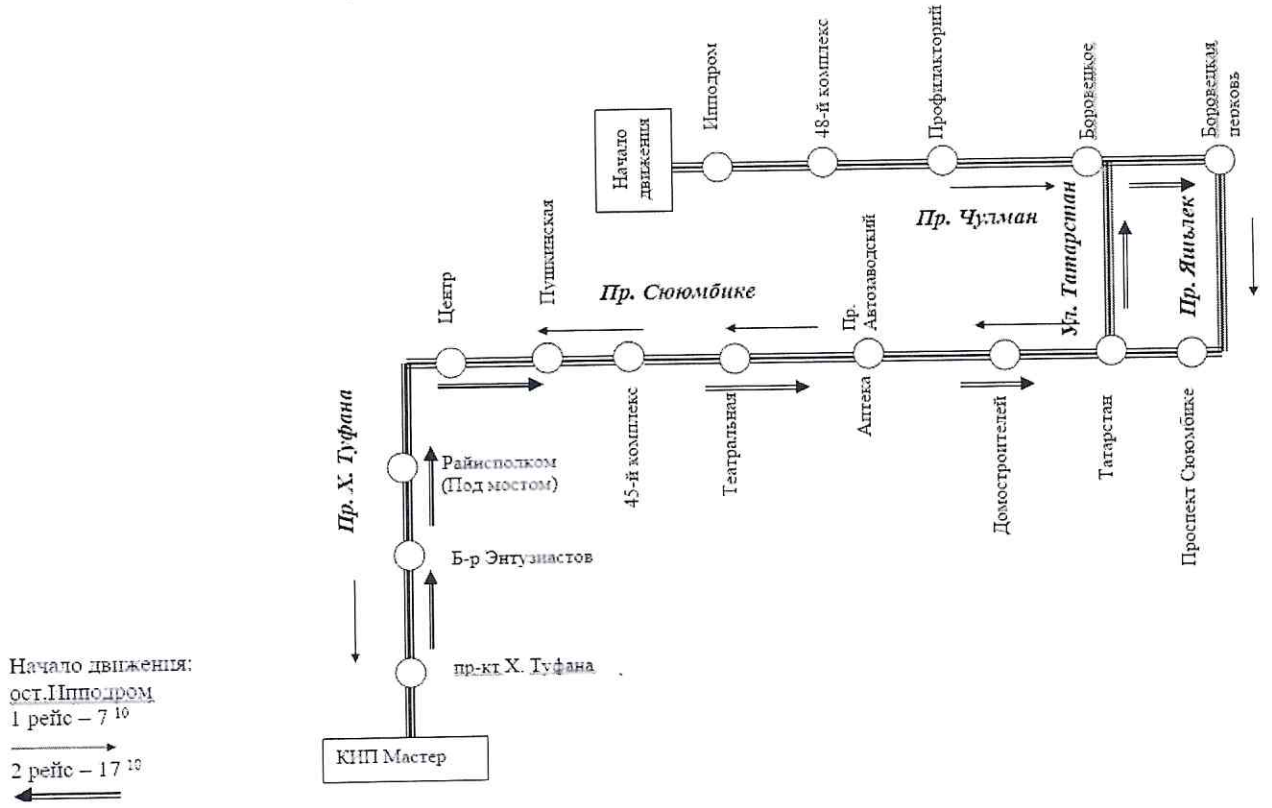 Начало
движения
Ипподром
48-й комплекс
Профилакторий
Боровецкое
Боровецкая
церковь
Пр. Чулман
Ул. Татарстан
Пр. Яшьлек
Центр
Пушкинская
Пр. Сююмбике
Пр.
Автозаводский
45-й комплекс
Театральная
Аптека
Домостроителей
Татарстан
Проспект Сююмбике
Пр. Х. Туфана
Райисполком
(Под мостом)
Б-р Энтузиастов
пр-кт Х. Туфана
КИП Мастер
Начало движения:
ост.Ипподром
1 рейс – 7 10
2 рейс – 17 10